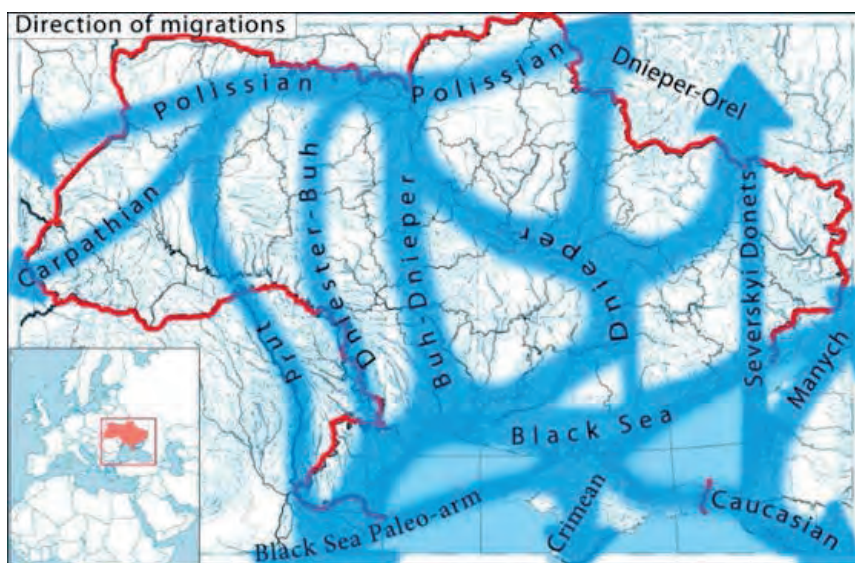 Direction of migrations
Polissian
Polissian
Dnieper-Orel
Carpathian
Dniester-Buh
Buh-Dnieper
Dnieper
Dnieper
Severskyi Donets
Prut
Manych
Black Sea
Black Sea Paleo-arm
Crimean
Caucasian